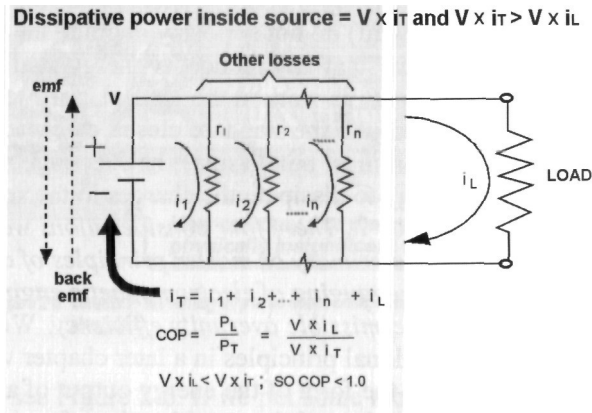 Dissipative power inside source = V x iT and V x iT > V x iL
Other losses
emf
V
r1
r2
rn
+
−
i1
i2
in
iL
LOAD
back
emf
iT = i1 + i2 +...+ in + iL
COP = PL / PT = V x iL / V x iT
V x iL < V x iT ; SO COP < 1.0